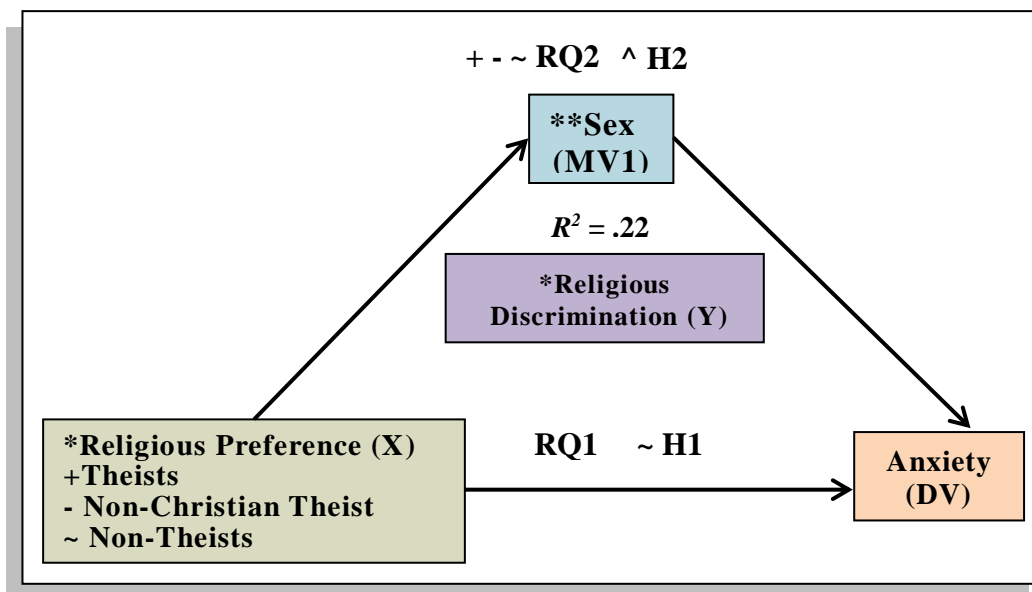 + - ~ RQ2 ^ H2
**Sex
(MV1)
R² = .22
*Religious
Discrimination (Y)
*Religious Preference (X)
+Theists
- Non-Christian Theist
~ Non-Theists
RQ1 ~ H1
Anxiety
(DV)